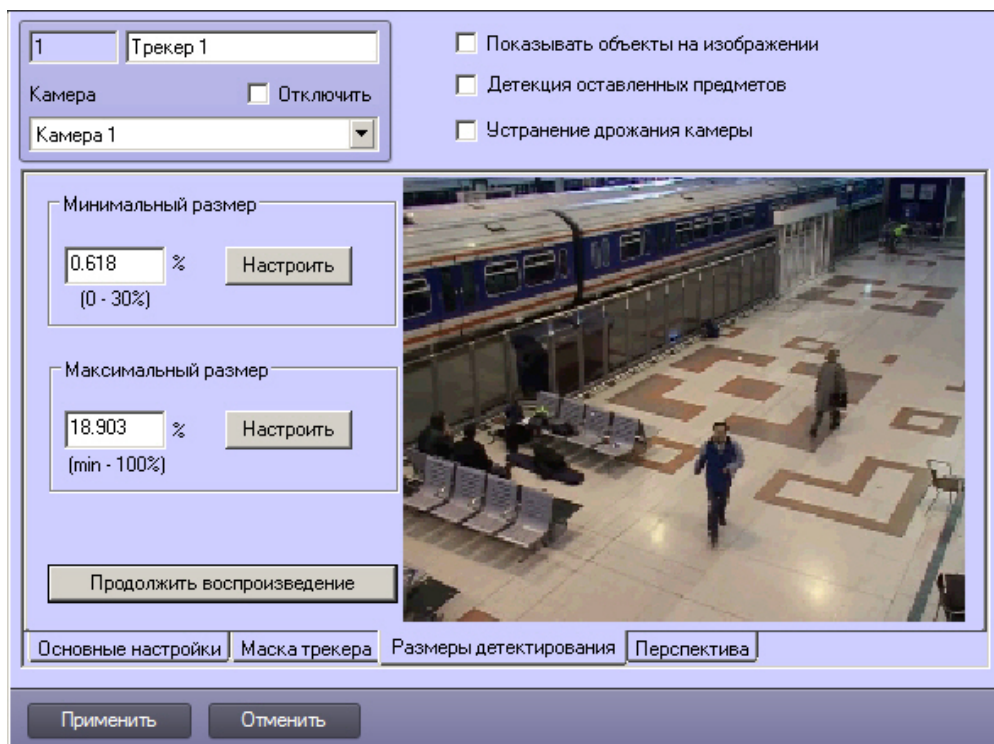 1
Трекер 1
Показывать объекты на изображении
Камера
Отключить
Детекция оставленных предметов
Камера 1
Устранение дрожания камеры
Минимальный размер
0.618 % Настроить
(0 - 30%)
Максимальный размер
18.903 % Настроить
(min - 100%)
Продолжить воспроизведение
Основные настройки Маска трекера Размеры детектирования Перспектива
Применить Отменить